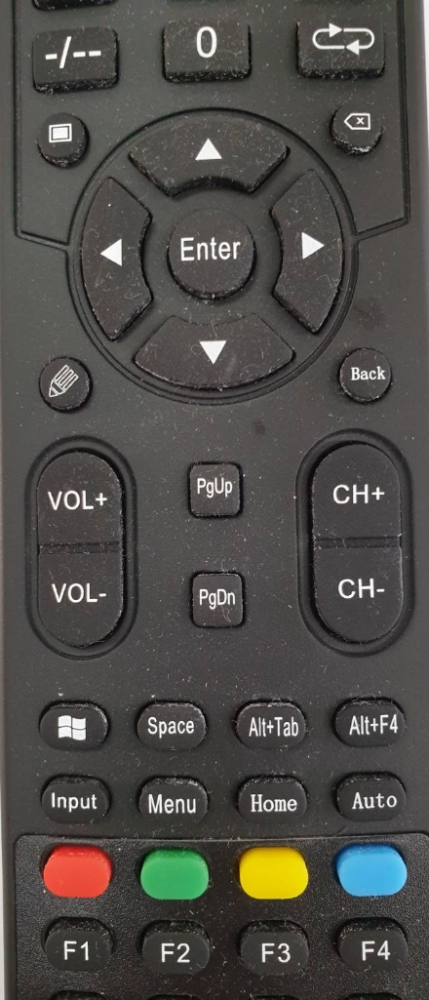 -/-- 0
Enter
Back
VOL+ PgUp CH+
VOL- PgDn CH-
Space Alt+Tab Alt+F4
Input Menu Home Auto
F1 F2 F3 F4